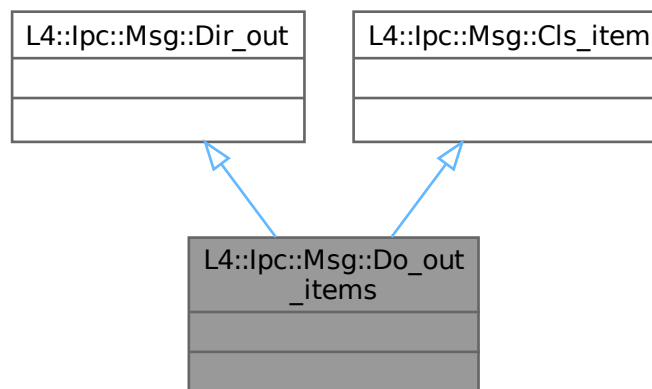 L4::Ipc::Msg::Dir_out
L4::Ipc::Msg::Cls_item
L4::Ipc::Msg::Do_out
_items